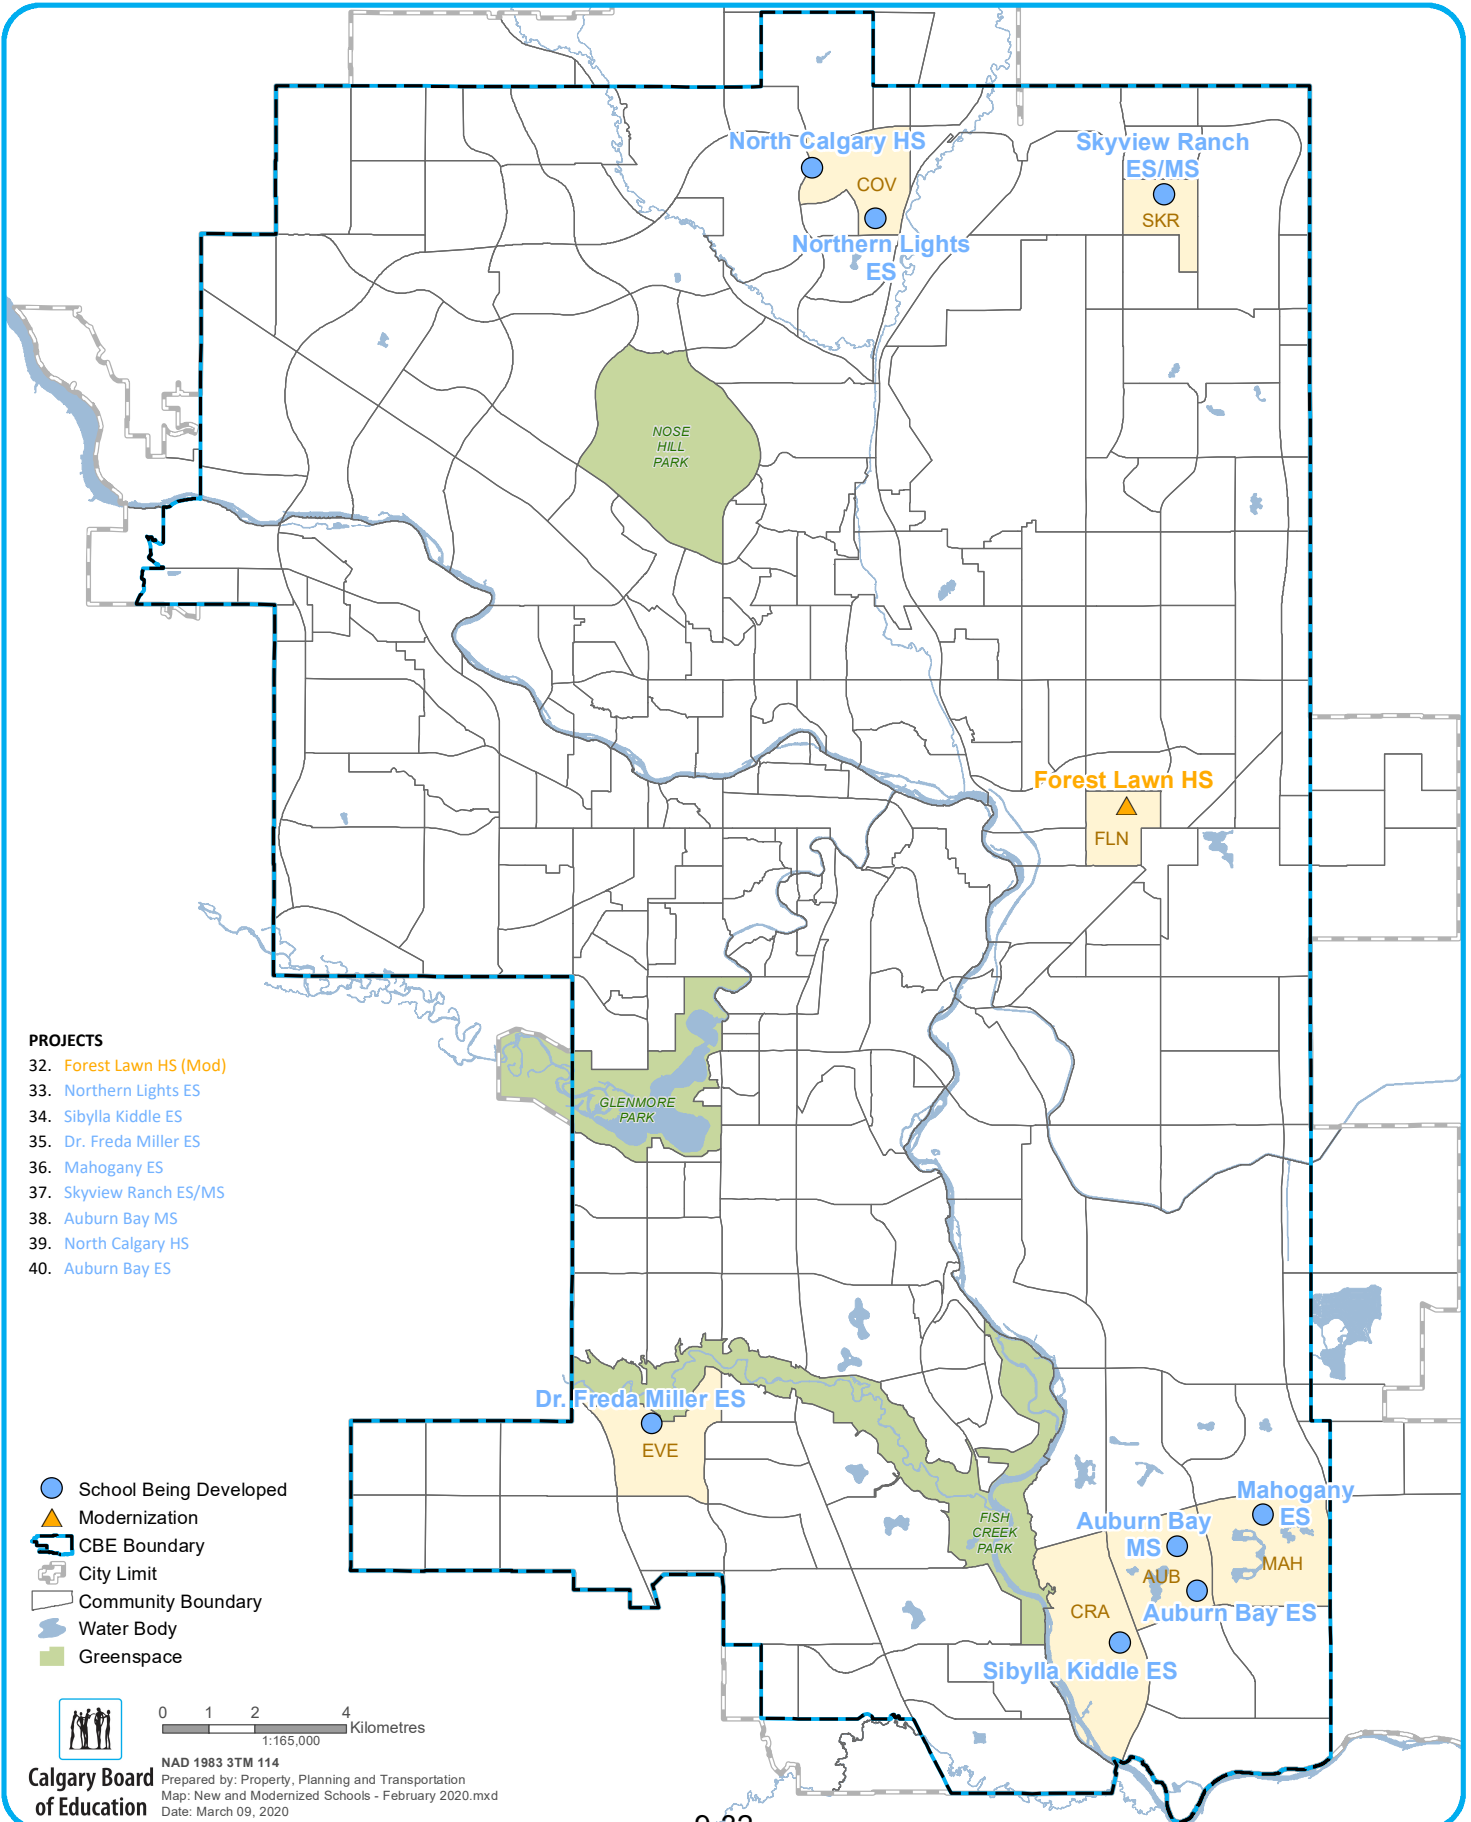 North Calgary HS
COV
Northern Lights
ES
Skyview Ranch
ES/MS
SKR
NOSE
HILL
PARK
Forest Lawn HS
FLN
GLENMORE
PARK
PROJECTS
32. Forest Lawn HS (Mod)
33. Northern Lights ES
34. Sibylla Kiddle ES
35. Dr. Freda Miller ES
36. Mahogany ES
37. Skyview Ranch ES/MS
38. Auburn Bay MS
39. North Calgary HS
40. Auburn Bay ES
Dr. Freda Miller ES
EVE
FISH
CREEK
PARK
Mahogany
ES
MAH
Auburn Bay
MS
AUB
Auburn Bay ES
CRA
Sibylla Kiddle ES
School Being Developed
Modernization
CBE Boundary
City Limit
Community Boundary
Water Body
Greenspace
0 1 2 4
Kilometres
1:165,000
Calgary Board
of Education
NAD 1983 3TM 114
Prepared by: Property, Planning and Transportation
Map: New and Modernized Schools - February 2020.mxd
Date: March 09, 2020